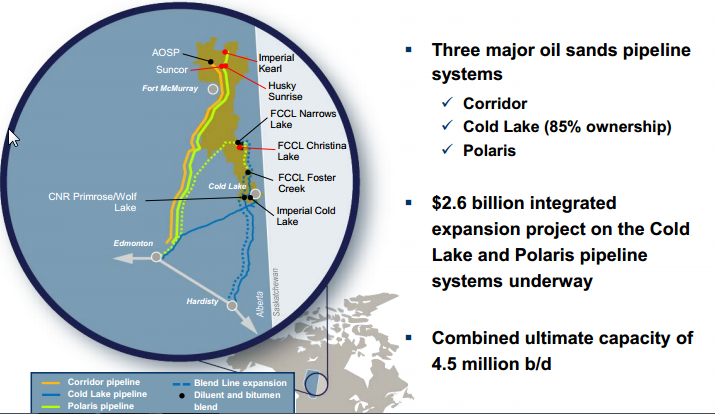 AOSP
Suncor
Fort McMurray
Imperial
Kearl
Husky
Sunrise
FCCL Narrows
Lake
FCCL Christina
Lake
FCCL Foster
Creek
Cold Lake
CNR Primrose/Wolf
Lake
Imperial Cold
Lake
Edmonton
Hardisty
Alberta
Saskatchewan
Corridor pipeline
Cold Lake pipeline
Polaris pipeline
Blend Line expansion
Diluent and bitumen
blend
Three major oil sands pipeline
systems
Corridor
Cold Lake (85% ownership)
Polaris
$2.6 billion integrated
expansion project on the Cold
Lake and Polaris pipeline
systems underway
Combined ultimate capacity of
4.5 million b/d